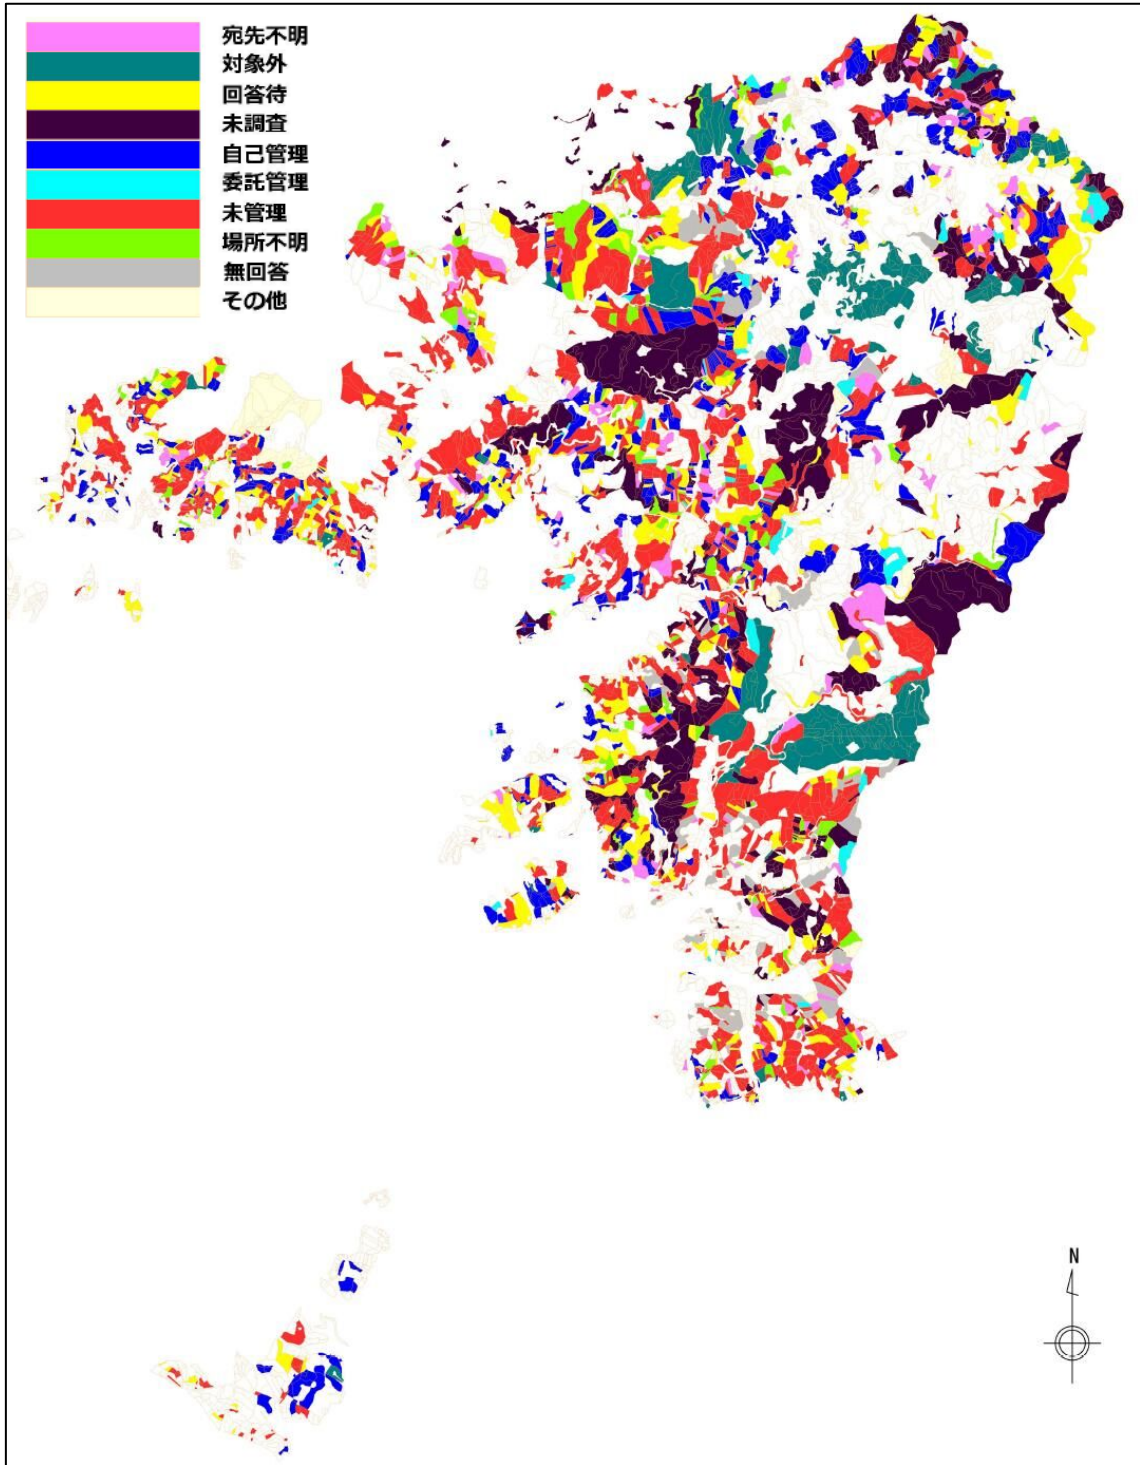 宛先不明
対象外
回答待
未調査
自己管理
委託管理
未管理
場所不明
無回答
その他
N